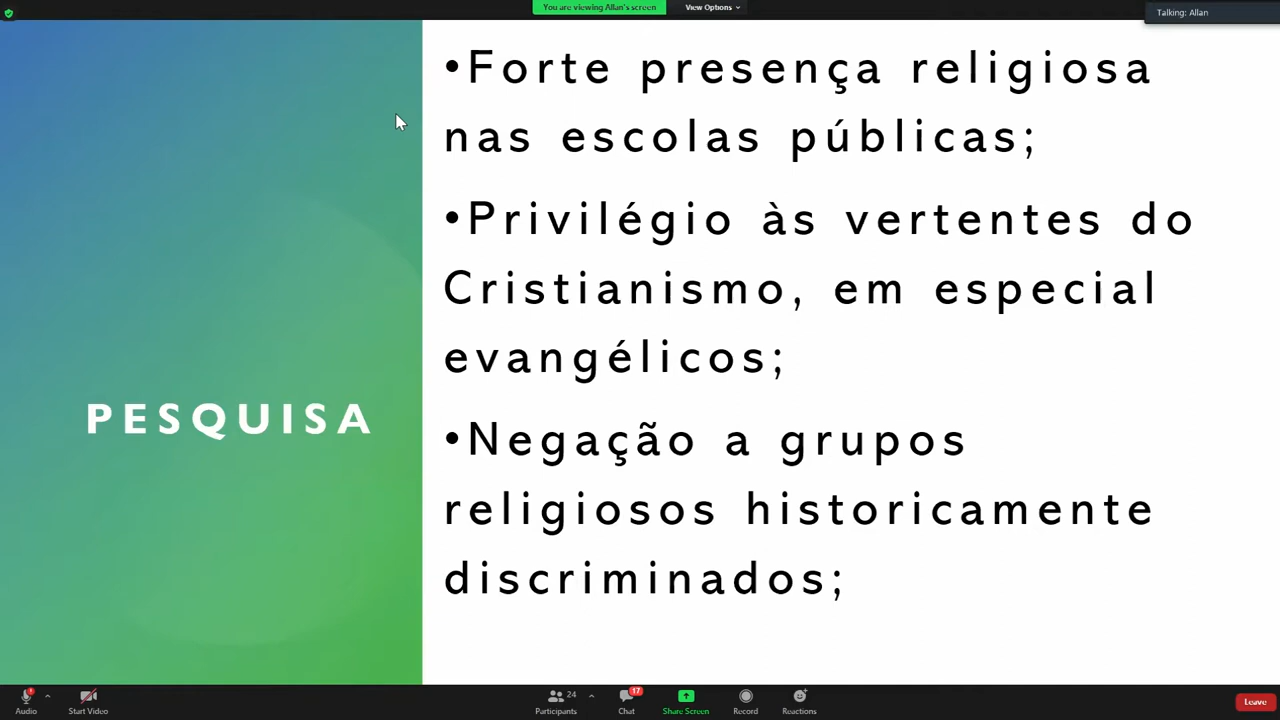 You are viewing Allan's screen
View Options
Talking: Allan
•Forte presença religiosa
nas escolas públicas;
•Privilégio às vertentes do
Cristianismo, em especial
evangélicos;
•Negação a grupos
religiosos historicamente
discriminados;
PESQUISA
Audio
Start Video
24
Participants
17
Chat
Share Screen
Record
Reactions
Leave